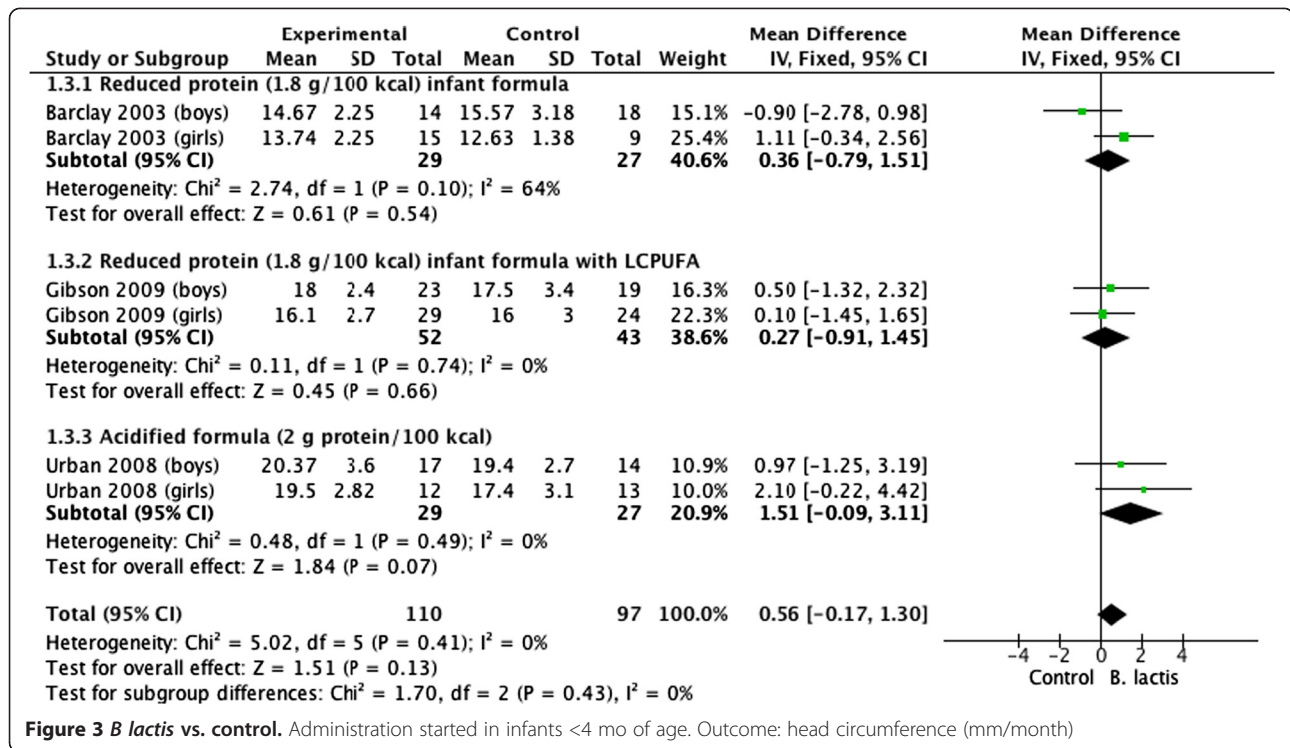 Experimental Control Mean Difference Mean Difference
Study or Subgroup Mean SD Total Mean SD Total Weight IV, Fixed, 95% CI IV, Fixed, 95% CI
1.3.1 Reduced protein (1.8 g/100 kcal) infant formula
Barclay 2003 (boys) 14.67 2.25 14 15.57 3.18 18 15.1% -0.90 [-2.78, 0.98]
Barclay 2003 (girls) 13.74 2.25 15 12.63 1.38 9 25.4% 1.11 [-0.34, 2.56]
Subtotal (95% CI) 29 27 40.6% 0.36 [-0.79, 1.51]
Heterogeneity: Chi² = 2.74, df = 1 (P = 0.10); I² = 64%
Test for overall effect: Z = 0.61 (P = 0.54)
1.3.2 Reduced protein (1.8 g/100 kcal) infant formula with LCPUFA
Gibson 2009 (boys) 18 2.4 23 17.5 3.4 19 16.3% 0.50 [-1.32, 2.32]
Gibson 2009 (girls) 16.1 2.7 29 16 3 24 22.3% 0.10 [-1.45, 1.65]
Subtotal (95% CI) 52 43 38.6% 0.27 [-0.91, 1.45]
Heterogeneity: Chi² = 0.11, df = 1 (P = 0.74); I² = 0%
Test for overall effect: Z = 0.45 (P = 0.66)
1.3.3 Acidified formula (2 g protein/100 kcal)
Urban 2008 (boys) 20.37 3.6 17 19.4 2.7 14 10.9% 0.97 [-1.25, 3.19]
Urban 2008 (girls) 19.5 2.82 12 17.4 3.1 13 10.0% 2.10 [-0.22, 4.42]
Subtotal (95% CI) 29 27 20.9% 1.51 [-0.09, 3.11]
Heterogeneity: Chi² = 0.48, df = 1 (P = 0.49); I² = 0%
Test for overall effect: Z = 1.84 (P = 0.07)
Total (95% CI) 110 97 100.0% 0.56 [-0.17, 1.30]
Heterogeneity: Chi² = 5.02, df = 5 (P = 0.41); I² = 0%
Test for overall effect: Z = 1.51 (P = 0.13)
Test for subgroup differences: Chi² = 1.70, df = 2 (P = 0.43), I² = 0%
-4 -2 0 2 4
Control B. lactis
Figure 3 B lactis vs. control. Administration started in infants <4 mo of age. Outcome: head circumference (mm/month)